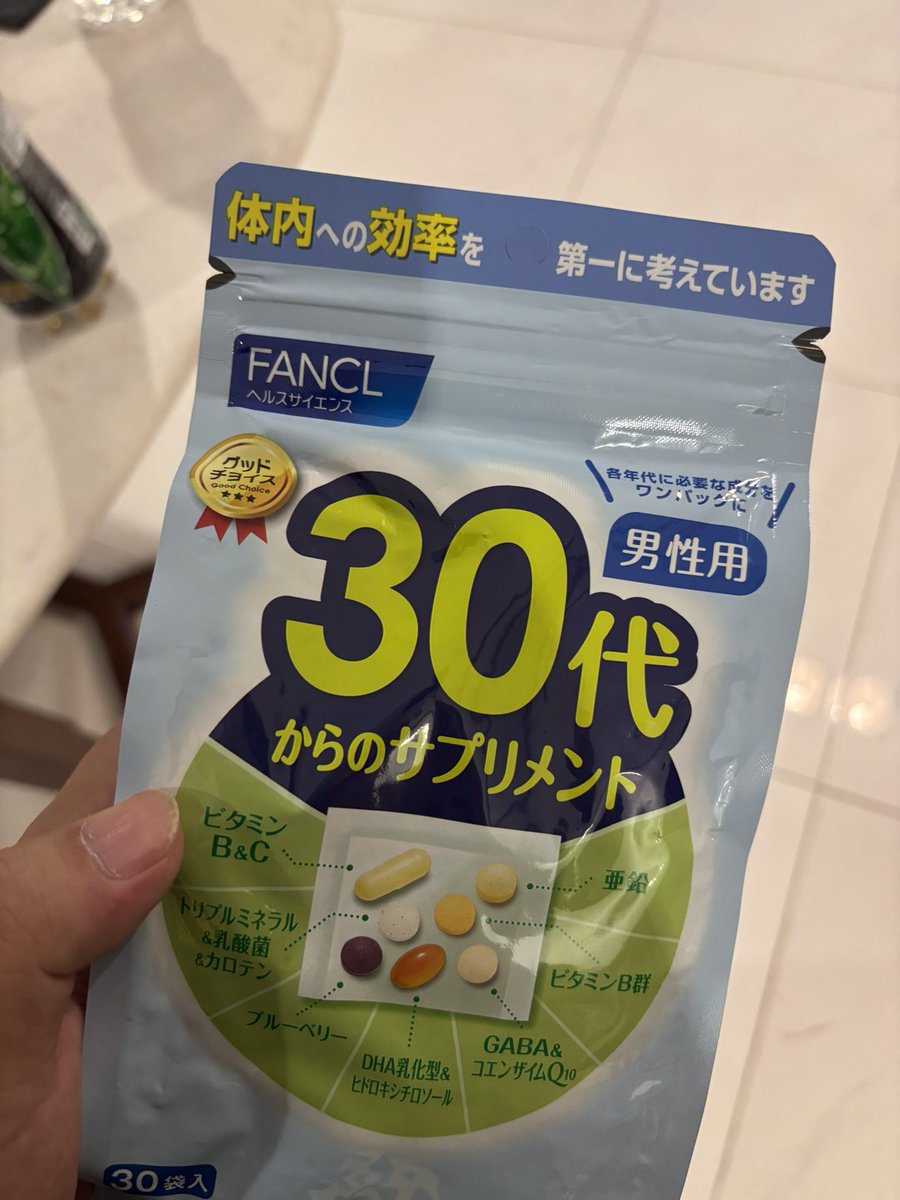 体内への効率を 第一に考えています
FANCL
ヘルスサイエンス
グッド
チョイス
Good Choice
各年代に必要な成分を
ワンパックに
男性用
30代
からのサプリメント
ビタミン
B&C
亜鉛
トリプルミネラル
&乳酸菌
&カロテン
ビタミンB群
ブルーベリー
GABA&
コエンザイムQ10
DHA乳化型&
ヒドロキシチロソール
30袋入